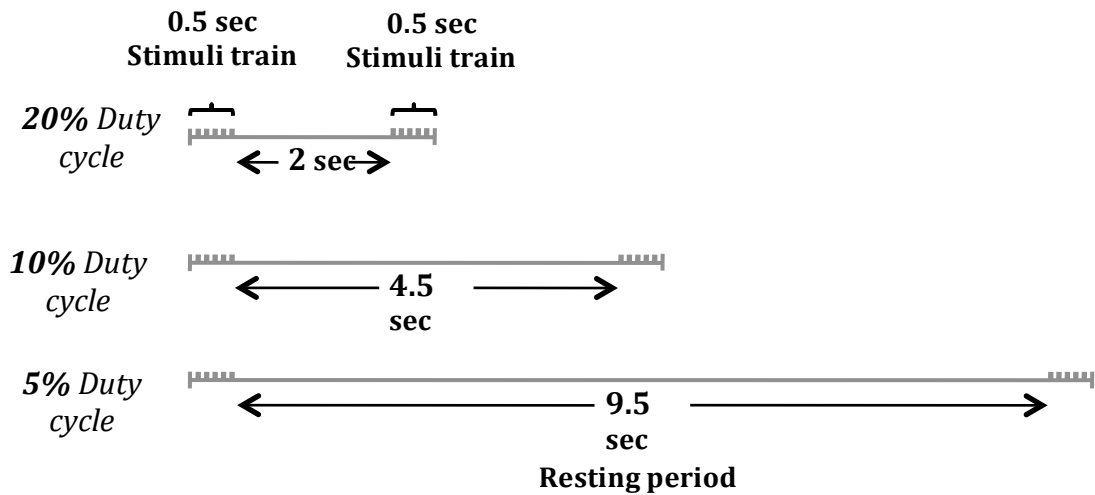 0.5 sec
Stimuli train
0.5 sec
Stimuli train
20% Duty
cycle
2 sec
10% Duty
cycle
4.5
sec
5% Duty
cycle
9.5
sec
Resting period